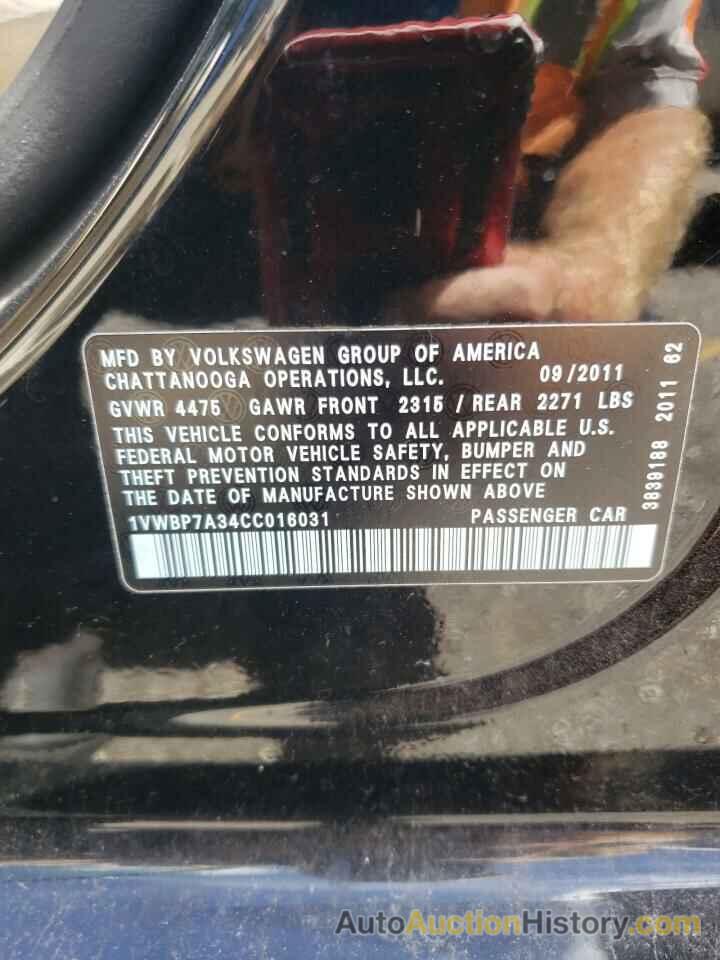 MFD BY VOLKSWAGEN GROUP OF AMERICA
CHATTANOOGA OPERATIONS, LLC. 09/2011
GVWR 4475 GAWR FRONT 2315 / REAR 2271 LBS
THIS VEHICLE CONFORMS TO ALL APPLICABLE U.S.
FEDERAL MOTOR VEHICLE SAFETY, BUMPER AND
THEFT PREVENTION STANDARDS IN EFFECT ON
THE DATE OF MANUFACTURE SHOWN ABOVE
1VWBP7A34CC016031 PASSENGER CAR
3839188 2011 62
AutoAuctionHistory.com